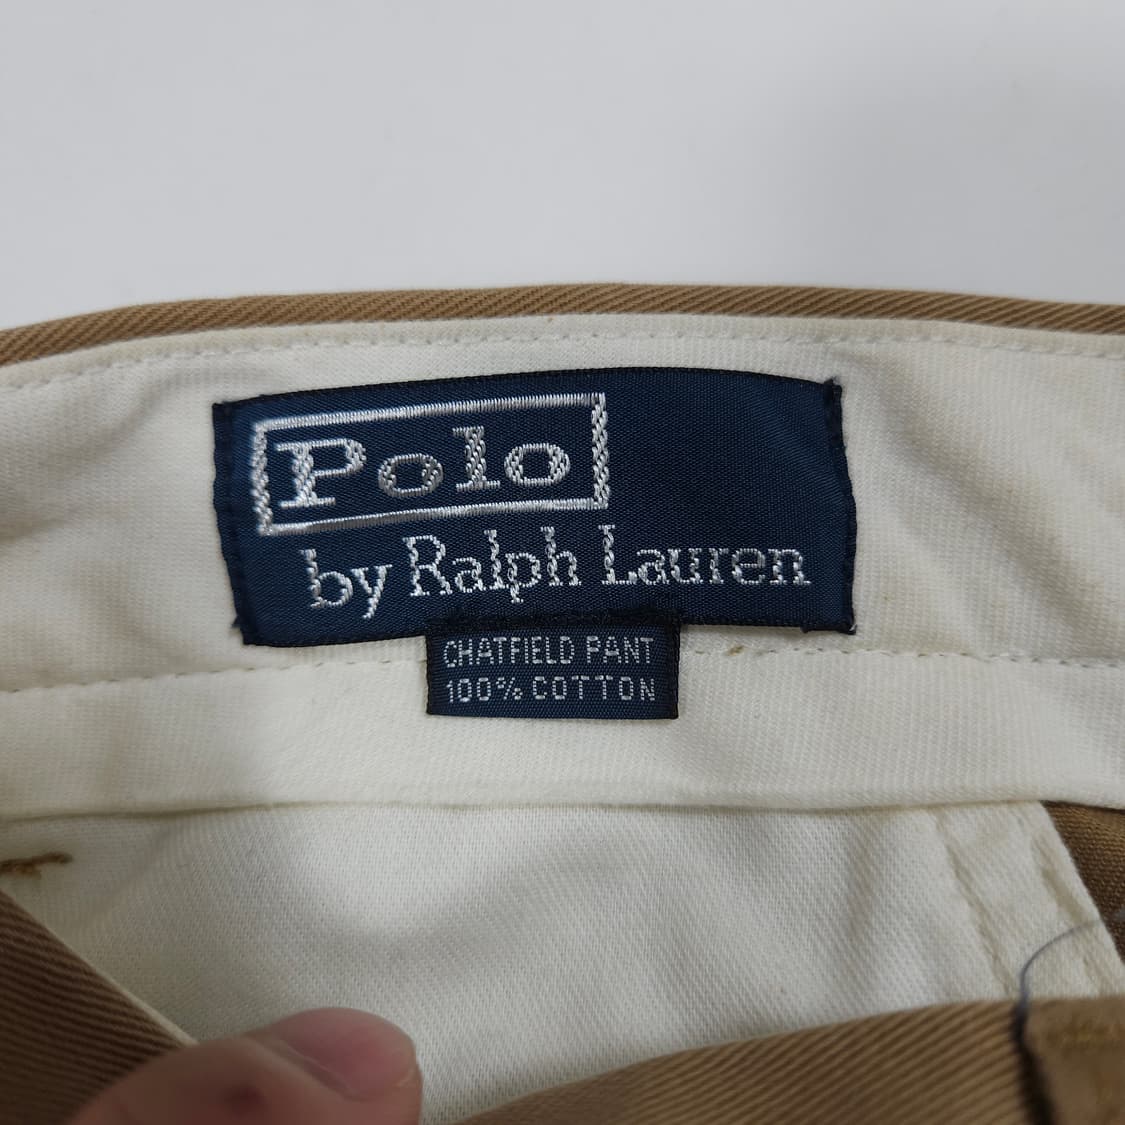 Polo
by Ralph Lauren
CHATFIELD PANT
100% COTTON